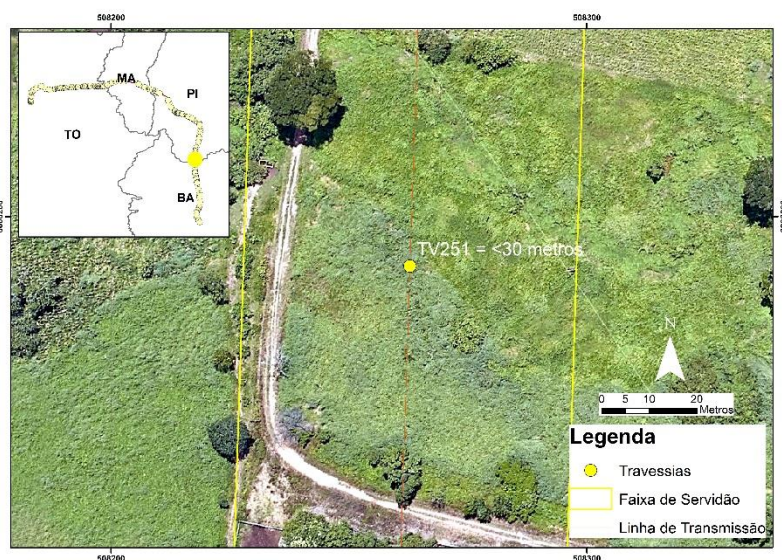 508200
508300
MA
PI
TO
BA
TV251 = <30 metros
N
0 5 10 20
Metros
Legenda
Travessias
Faixa de Servidão
Linha de Transmissão
508200
508300